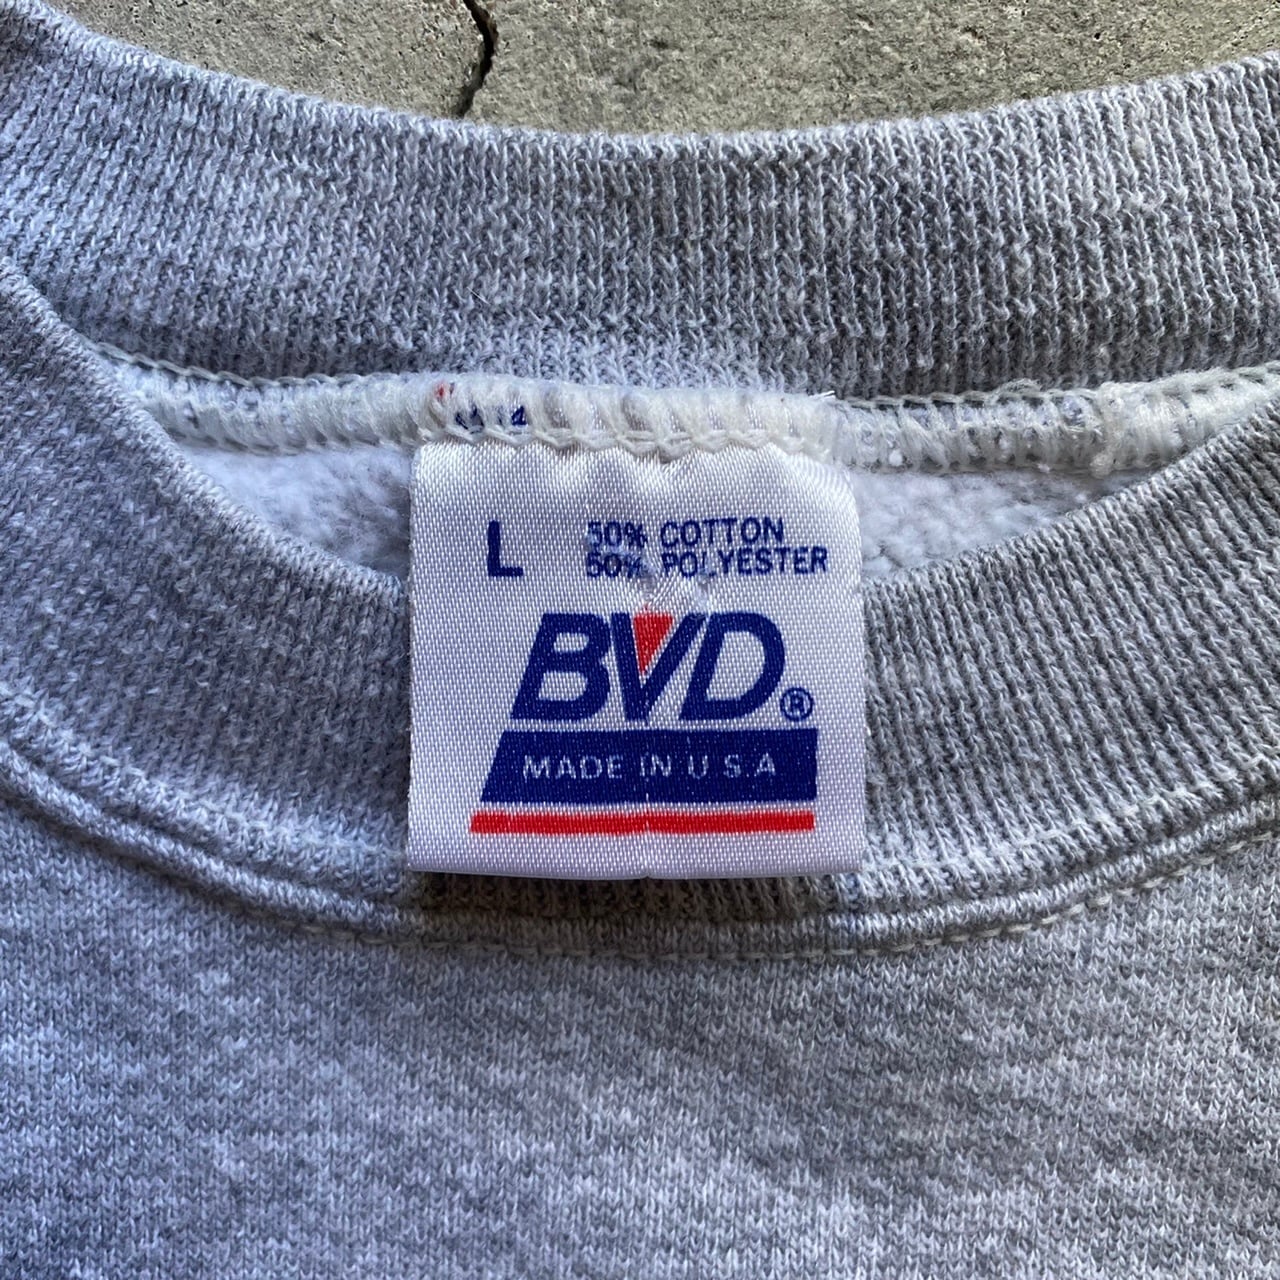 L
50% COTTON
50% POLYESTER
BVD®
MADE IN U.S.A